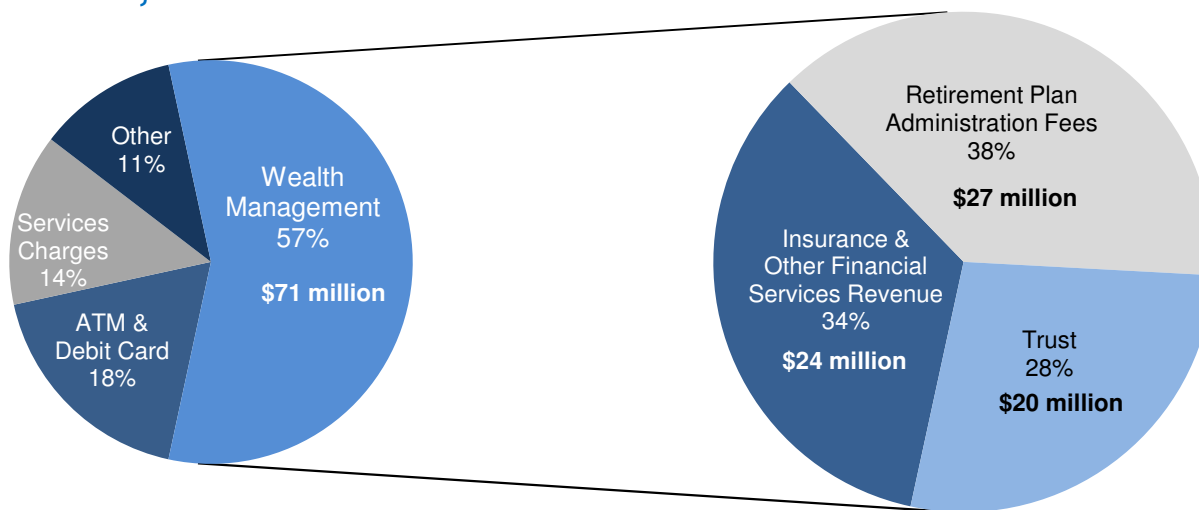 Other
11%
Wealth
Management
57%
$71 million
Services
Charges
14%
ATM &
Debit Card
18%
Retirement Plan
Administration Fees
38%
$27 million
Insurance &
Other Financial
Services Revenue
34%
$24 million
Trust
28%
$20 million